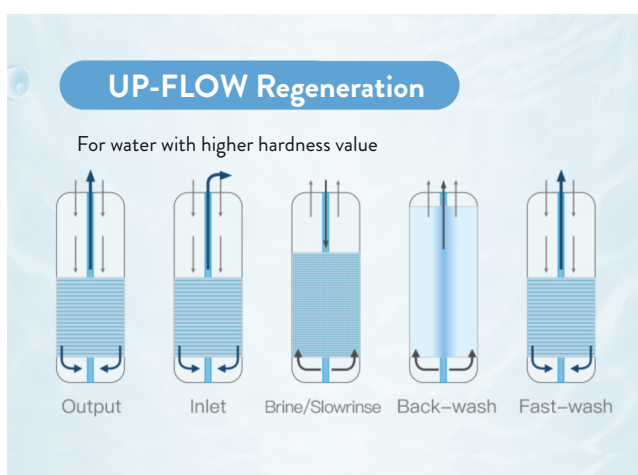 UP-FLOW Regeneration
For water with higher hardness value
Output
Inlet
Brine/Slowrinse
Back-wash
Fast-wash